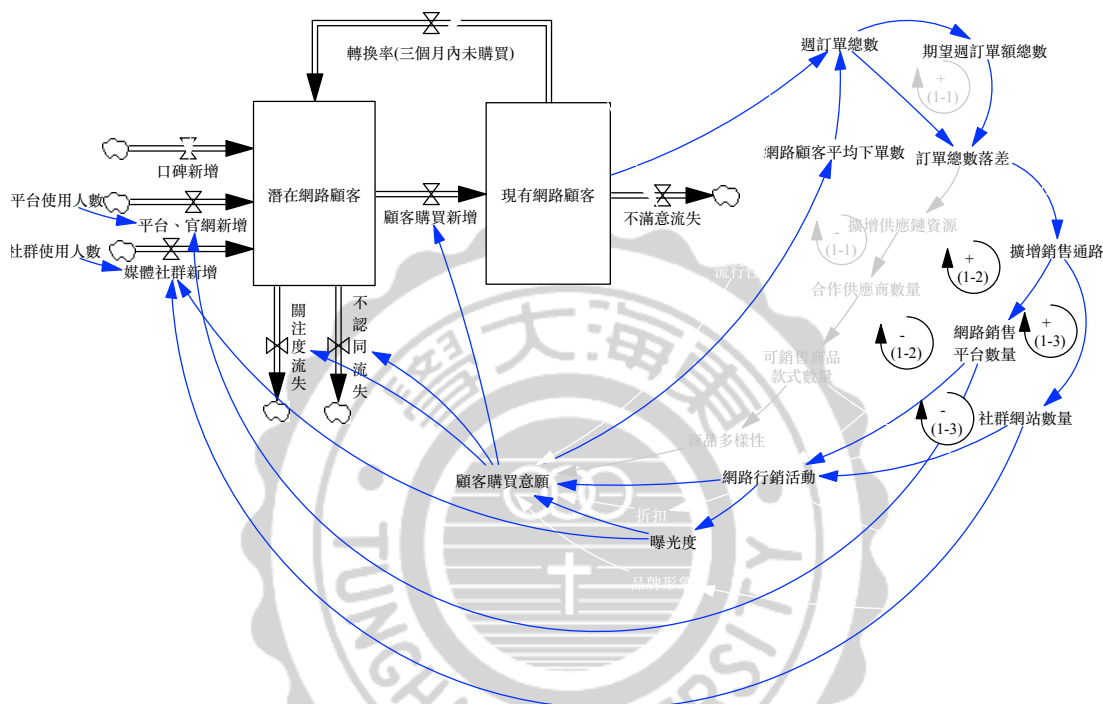 週訂單總數
期望週訂單額總數
轉換率(三個月內未購買)
+
(1-1)
口碑新增
網路顧客平均下單數
訂單總數落差
潛在網路顧客
現有網路顧客
平台使用人數
平台、官網新增
顧客購買新增
不滿意流失
-
(1-1)
擴增供應鏈資源
社群使用人數
媒體社群新增
流行性
+
(1-2)
擴增銷售通路
合作供應商數量
關注度流失
不認同流失
-
(1-2)
網路銷售
平台數量
+
(1-3)
可銷售商品
款式數量
-
(1-3)
社群網站數量
商品多樣性
顧客購買意願
網路行銷活動
折扣
曝光度
品牌形象
東海大學
TUNGH
RSITY